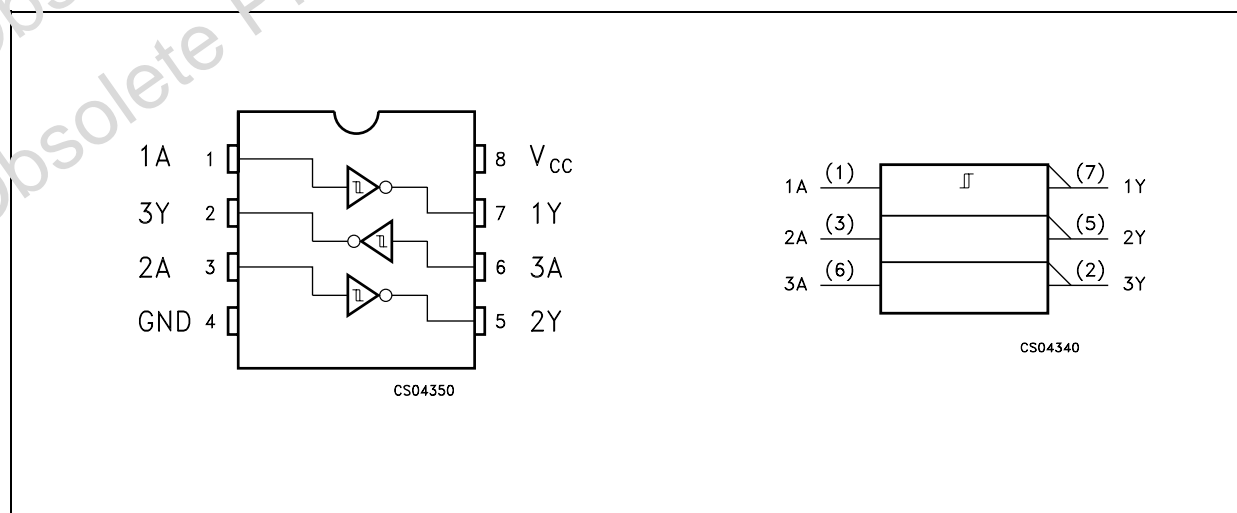 Obsolete
1A 1 8 VCC
3Y 2 7 1Y
2A 3 6 3A
GND 4 5 2Y
CS04350
1A (1) (7) 1Y
2A (3) (5) 2Y
3A (6) (2) 3Y
CS04340